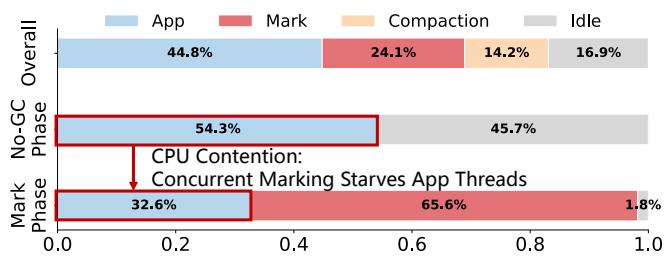 App Mark Compaction Idle
Overall
44.8% 24.1% 14.2% 16.9%
No-GC
Phase
54.3% 45.7%
CPU Contention:
Concurrent Marking Starves App Threads
Mark
Phase
32.6% 65.6% 1.8%
0.0 0.2 0.4 0.6 0.8 1.0